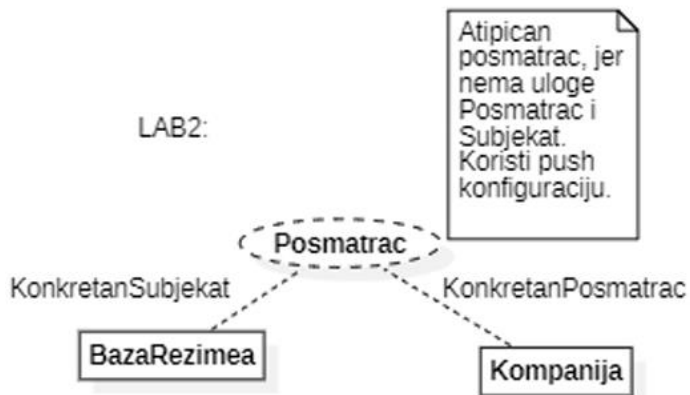 Atipican
posmatrac, jer
nema uloge
Posmatrac i
Subjekat.
Koristi push
konfiguraciju.
LAB2:
Posmatrac
KonkretanSubjekat
KonkretanPosmatrac
BazaRezimea
Kompanija